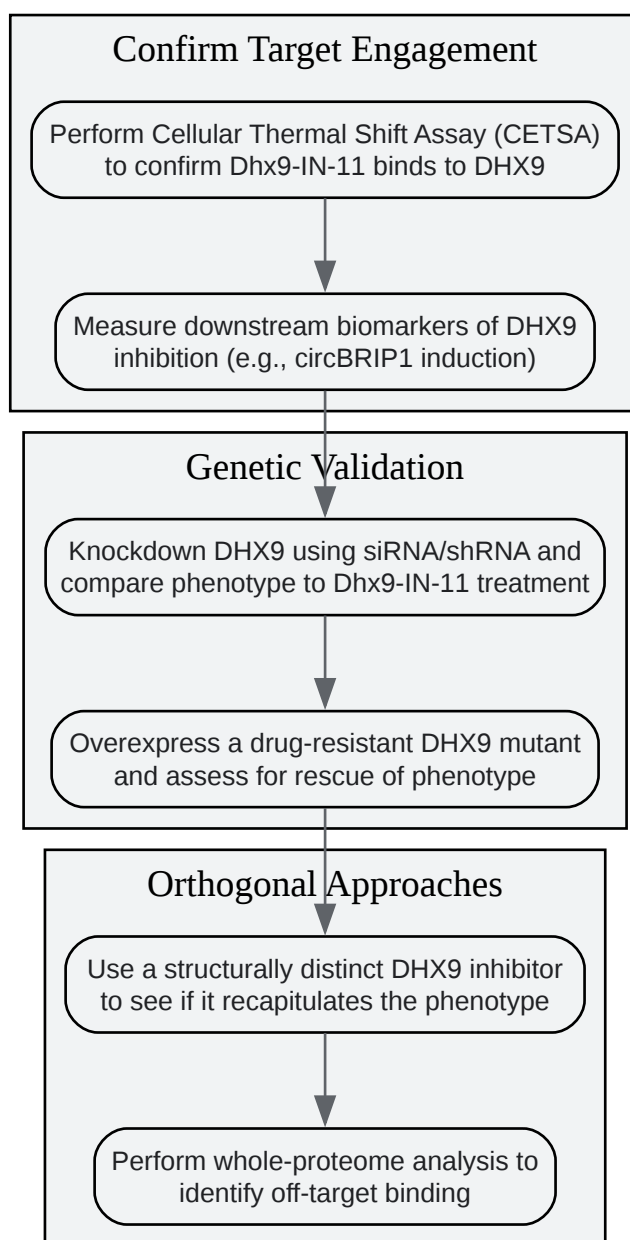 Confirm Target Engagement
Perform Cellular Thermal Shift Assay (CETSA)
to confirm Dhx9-IN-11 binds to DHX9
Measure downstream biomarkers of DHX9
inhibition (e.g., circBRIP1 induction)
Genetic Validation
Knockdown DHX9 using siRNA/shRNA and
compare phenotype to Dhx9-IN-11 treatment
Overexpress a drug-resistant DHX9 mutant
and assess for rescue of phenotype
Orthogonal Approaches
Use a structurally distinct DHX9 inhibitor
to see if it recapitulates the phenotype
Perform whole-proteome analysis to
identify off-target binding